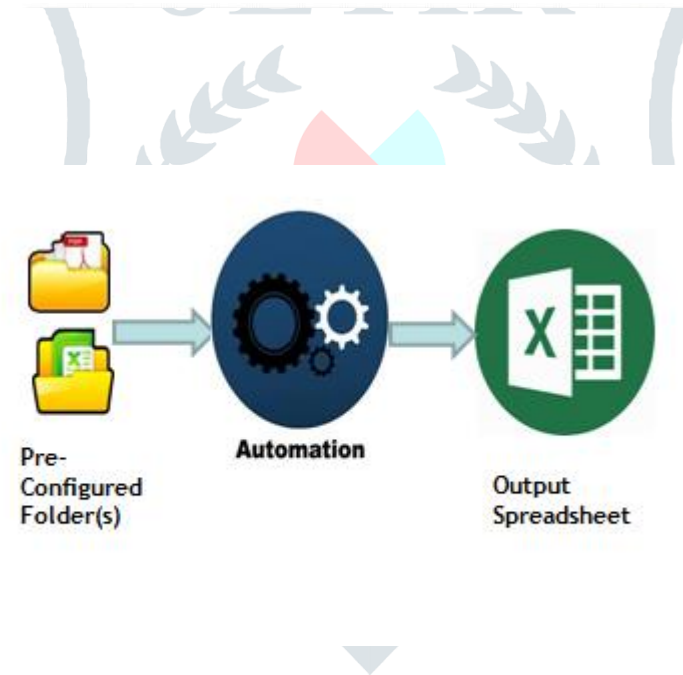 Pre-
Configured
Folder(s)
Automation
X
Output
Spreadsheet